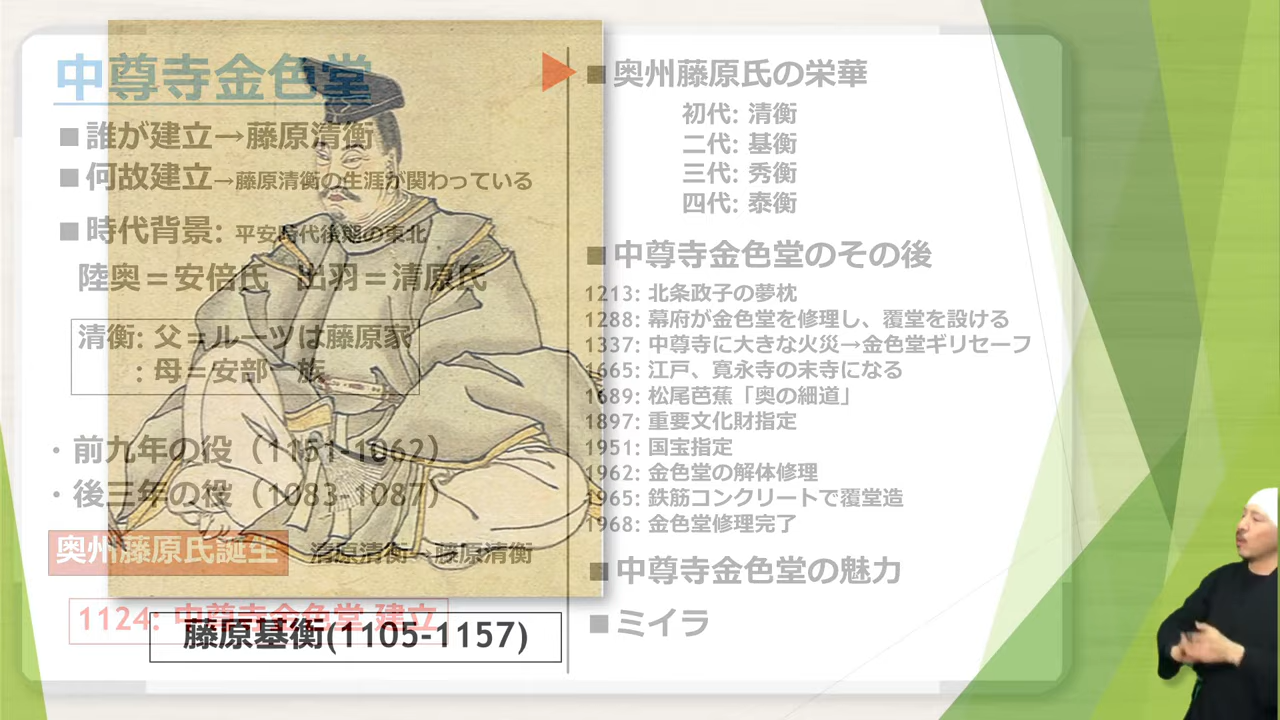 中尊寺金色堂
■誰が建立→藤原清衡
■何故建立→藤原清衡の生涯が関わっている
■時代背景: 平安時代後期の東北
陸奥＝安倍氏　出羽＝清原氏
清衡: 父＝ルーツは藤原家
: 母＝安部一族
・前九年の役（1151-1062）
・後三年の役（1083-1087）
奥州藤原氏誕生　清原清衡→藤原清衡
1124: 中尊寺金色堂 建立
藤原基衡(1105-1157)
■奥州藤原氏の栄華
初代: 清衡
二代: 基衡
三代: 秀衡
四代: 泰衡
■中尊寺金色堂のその後
1213: 北条政子の夢枕
1288: 幕府が金色堂を修理し、覆堂を設ける
1337: 中尊寺に大きな火災→金色堂ギリセーフ
1665: 江戸、寛永寺の末寺になる
1689: 松尾芭蕉「奥の細道」
1897: 重要文化財指定
1951: 国宝指定
1962: 金色堂の解体修理
1965: 鉄筋コンクリートで覆堂造
1968: 金色堂修理完了
■中尊寺金色堂の魅力
■ミイラ